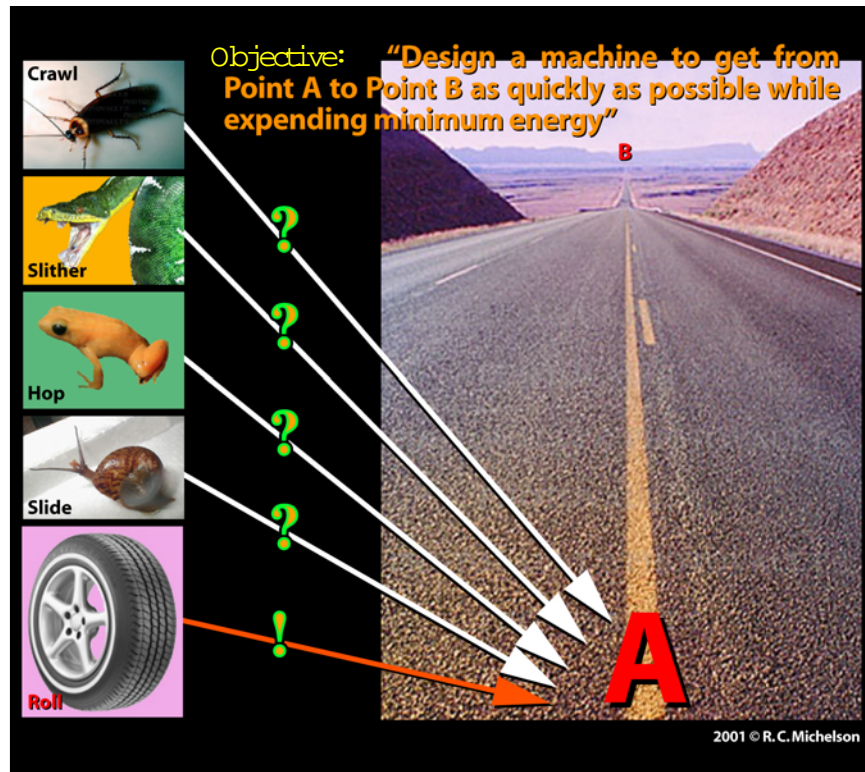 Objective: “Design a machine to get from
Point A to Point B as quickly as possible while
expending minimum energy”
Crawl
B
?
Slither
?
Hop
?
Slide
?
!
Roll
A
2001 © R.C.Michelson